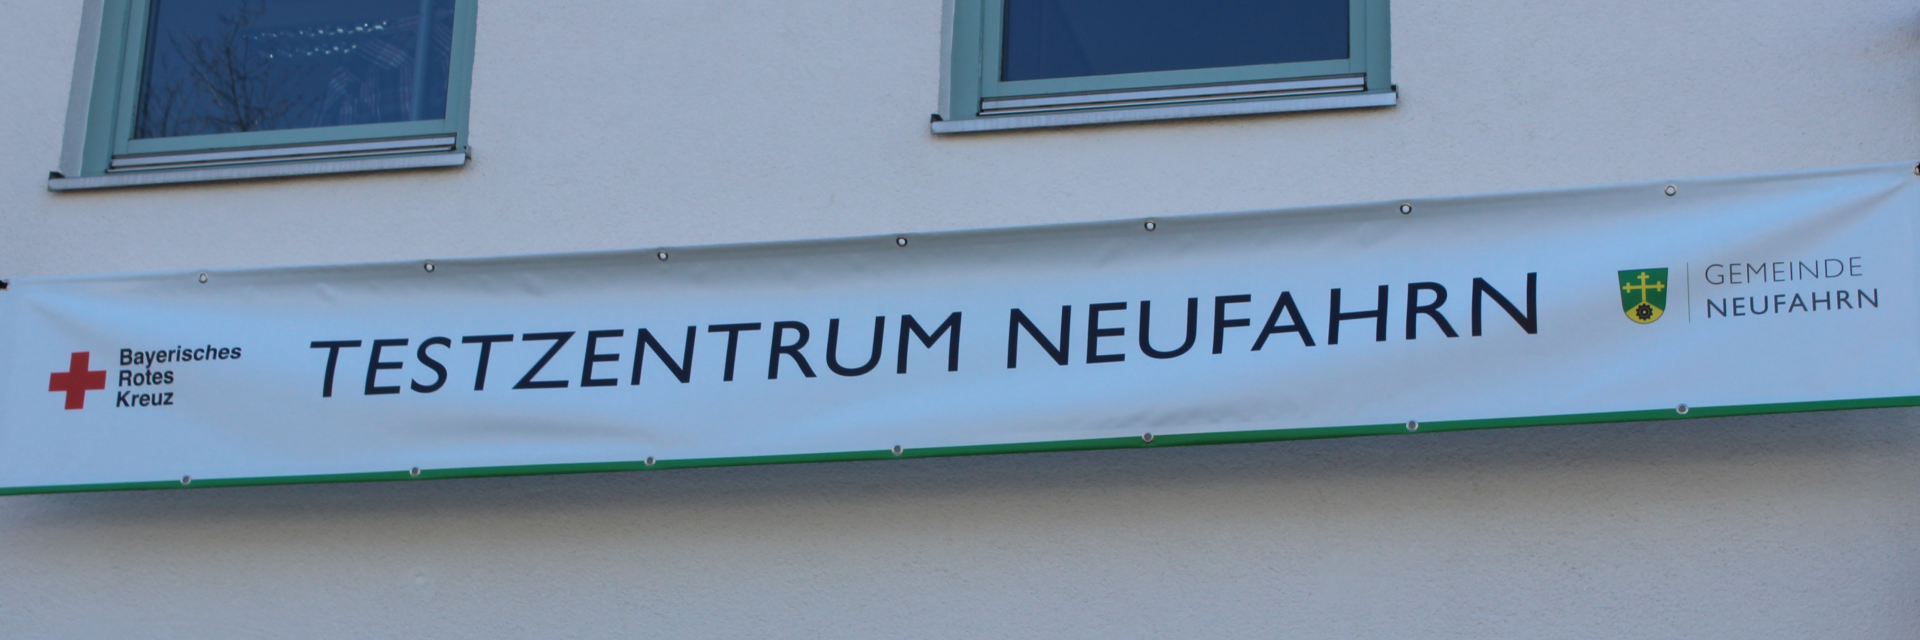 Bayerisches
Rotes
Kreuz
TESTZENTRUM NEUFAHRN
GEMEINDE
NEUFAHRN